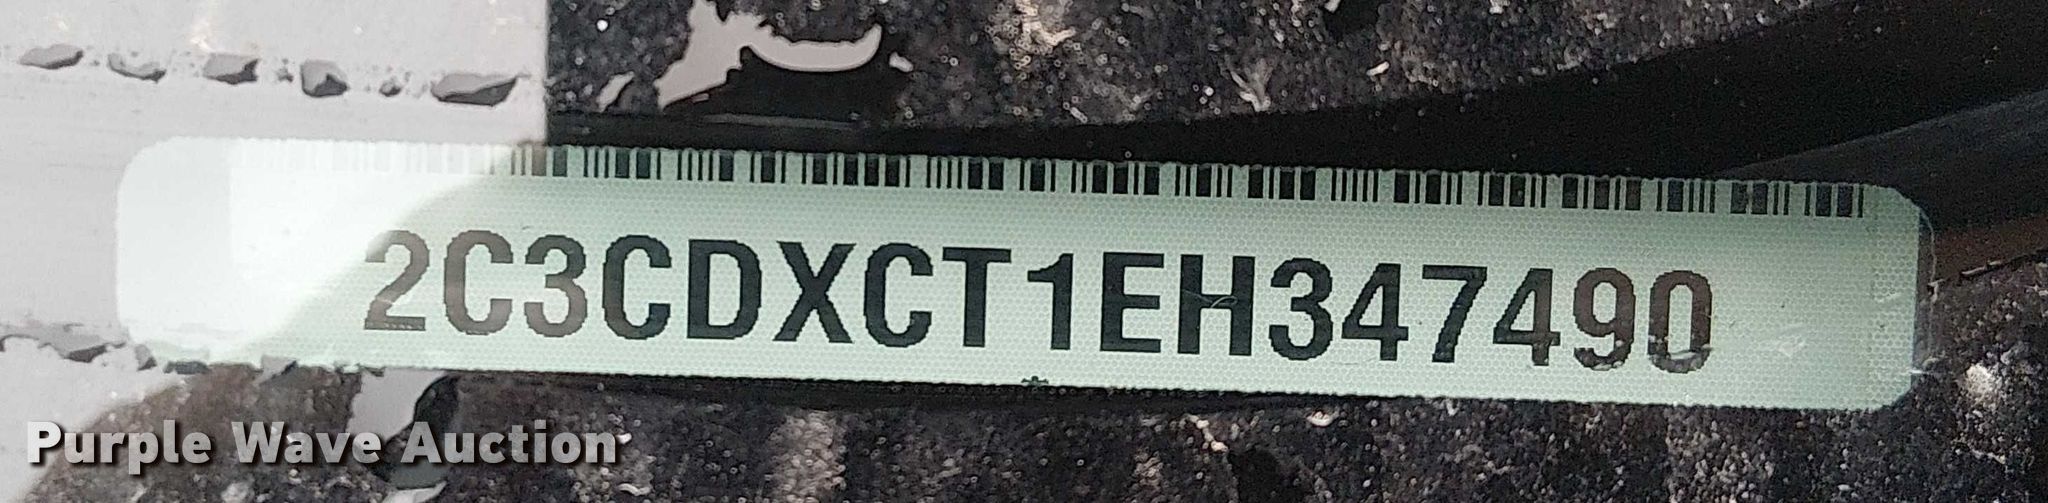 2C3CDXCT1EH347490
Purple Wave Auction